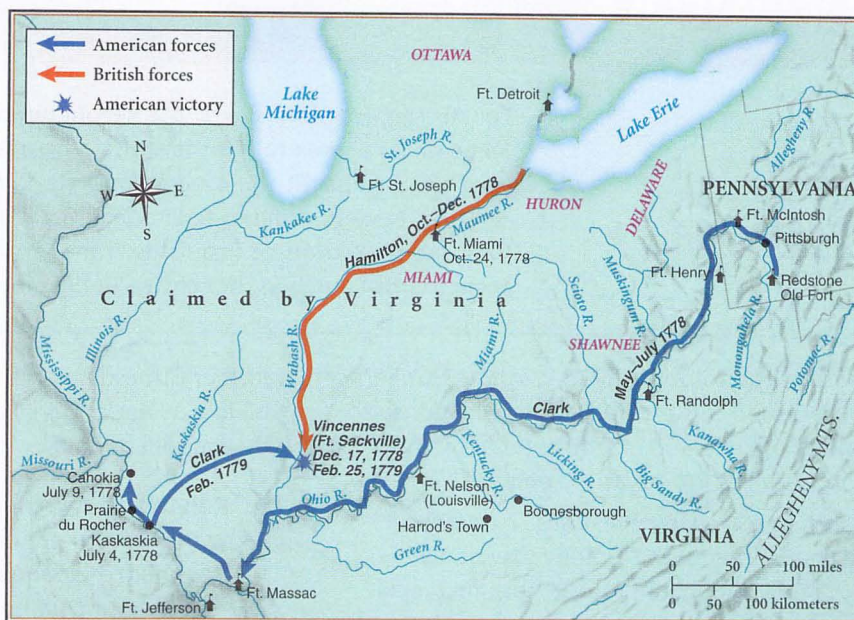 American forces
British forces
American victory
OTTAWA
Ft. Detroit
Lake
Michigan
Lake Erie
St. Joseph R.
Allegheny R.
N
W
E
S
Ft. St. Joseph
DELAWARE
PENNSYLVANIA
Kankakee R.
Hamilton, Oct.–Dec. 1778
Maumee R.
HURON
Ft. McIntosh
Pittsburgh
Ft. Miami
Oct. 24, 1778
MIAMI
Ft. Henry
Redstone
Old Fort
Claimed by Virginia
Scioto R.
Muskingum R.
Monongahela R.
Mississippi R.
Illinois R.
Wabash R.
Miami R.
SHAWNEE
May–July 1778
Potomac R.
Kaskaskia R.
Ft. Randolph
Clark
Vincennes
(Ft. Sackville)
Dec. 17, 1778
Feb. 25, 1779
Clark
Feb. 1779
Kanawha R.
ALLEGHENY MTS.
Missouri R.
Cahokia
July 9, 1778
Kentucky R.
Licking R.
Big Sandy R.
Ft. Nelson
(Louisville)
Ohio R.
Prairie
du Rocher
Kaskaskia
July 4, 1778
Boonesborough
Harrod's Town
VIRGINIA
Green R.
Ft. Massac
Ft. Jefferson
0 50 100 miles
0 50 100 kilometers